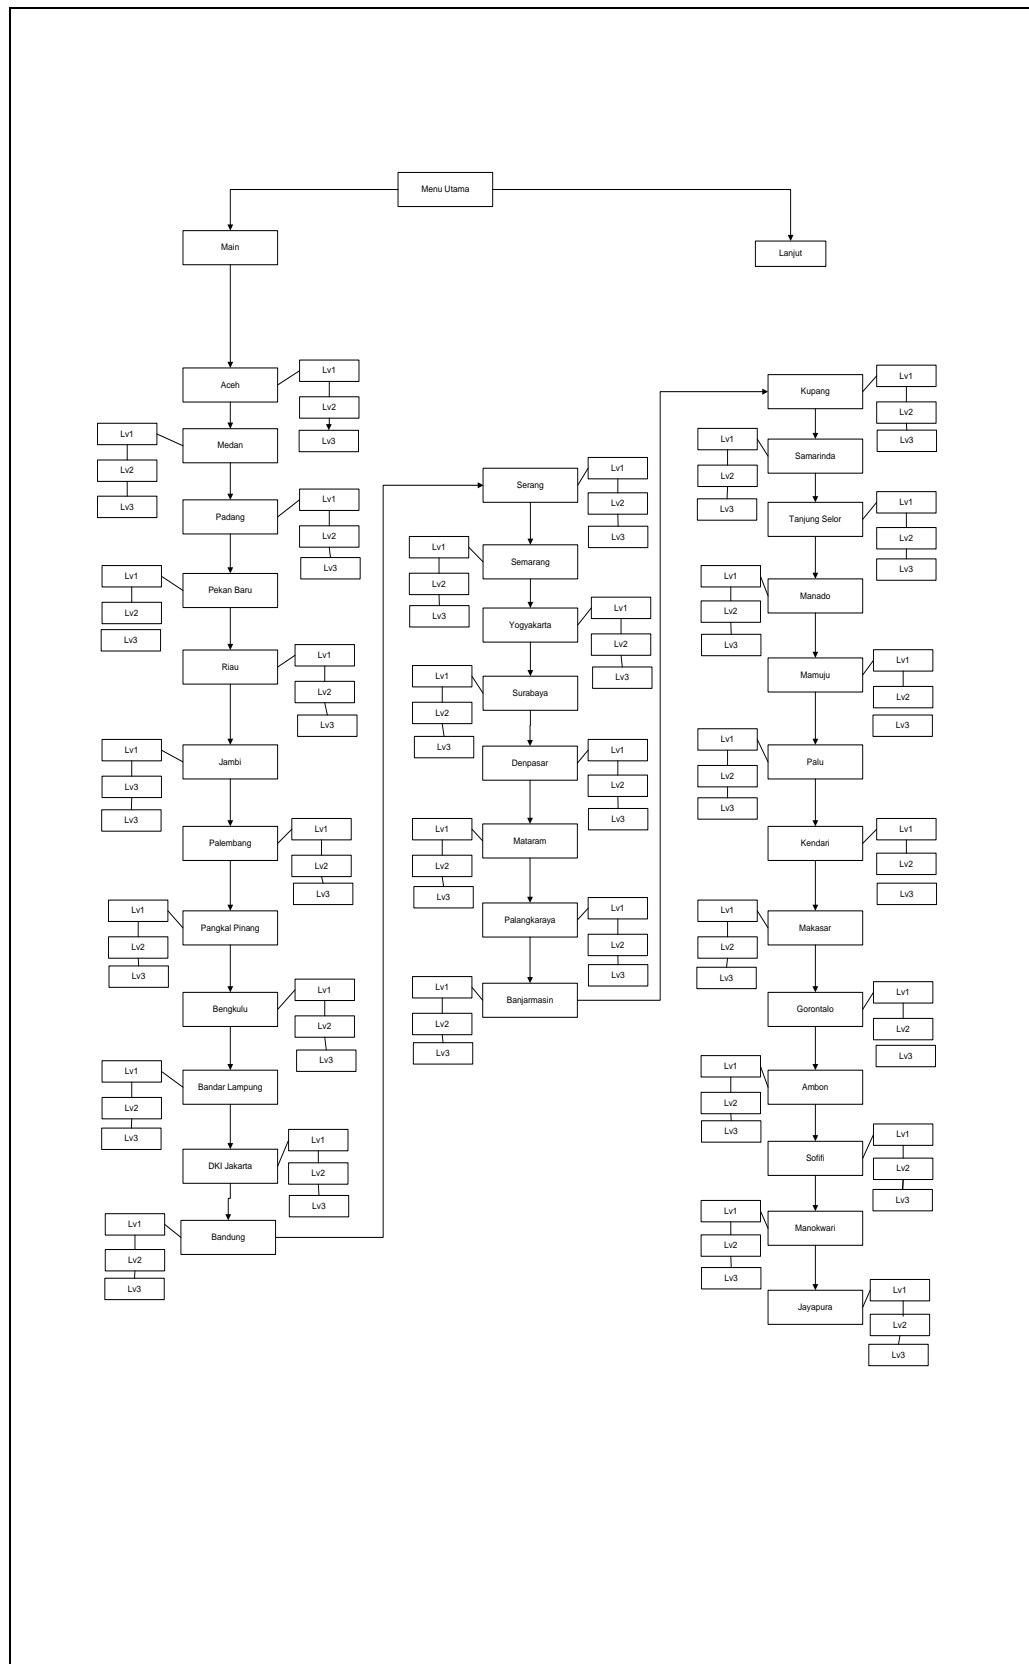 Menu Utama
Main
Lanjut
Aceh
Lv1
Lv2
Lv3
Medan
Lv1
Lv2
Lv3
Padang
Lv1
Lv2
Lv3
Pekan Baru
Lv1
Lv2
Lv3
Riau
Lv1
Lv2
Lv3
Jambi
Lv1
Lv3
Lv3
Palembang
Lv1
Lv2
Lv3
Pangkal Pinang
Lv1
Lv2
Lv3
Bengkulu
Lv1
Lv2
Lv3
Bandar Lampung
Lv1
Lv2
Lv3
DKI Jakarta
Lv1
Lv2
Lv3
Bandung
Lv1
Lv2
Lv3
Serang
Lv1
Lv2
Lv3
Semarang
Lv1
Lv2
Lv3
Yogyakarta
Lv1
Lv2
Lv3
Surabaya
Lv1
Lv2
Lv3
Denpasar
Lv1
Lv2
Lv3
Mataram
Lv1
Lv2
Lv3
Palangkaraya
Lv1
Lv2
Lv3
Banjarmasin
Lv1
Lv2
Lv3
Kupang
Lv1
Lv2
Lv3
Samarinda
Lv1
Lv2
Lv3
Tanjung Selor
Lv1
Lv2
Lv3
Manado
Lv1
Lv2
Lv3
Mamuju
Lv1
Lv2
Lv3
Palu
Lv1
Lv2
Lv3
Kendari
Lv1
Lv2
Lv3
Makasar
Lv1
Lv2
Lv3
Gorontalo
Lv1
Lv2
Lv3
Ambon
Lv1
Lv2
Lv3
Sofifi
Lv1
Lv2
Lv3
Manokwari
Lv1
Lv2
Lv3
Jayapura
Lv1
Lv2
Lv3